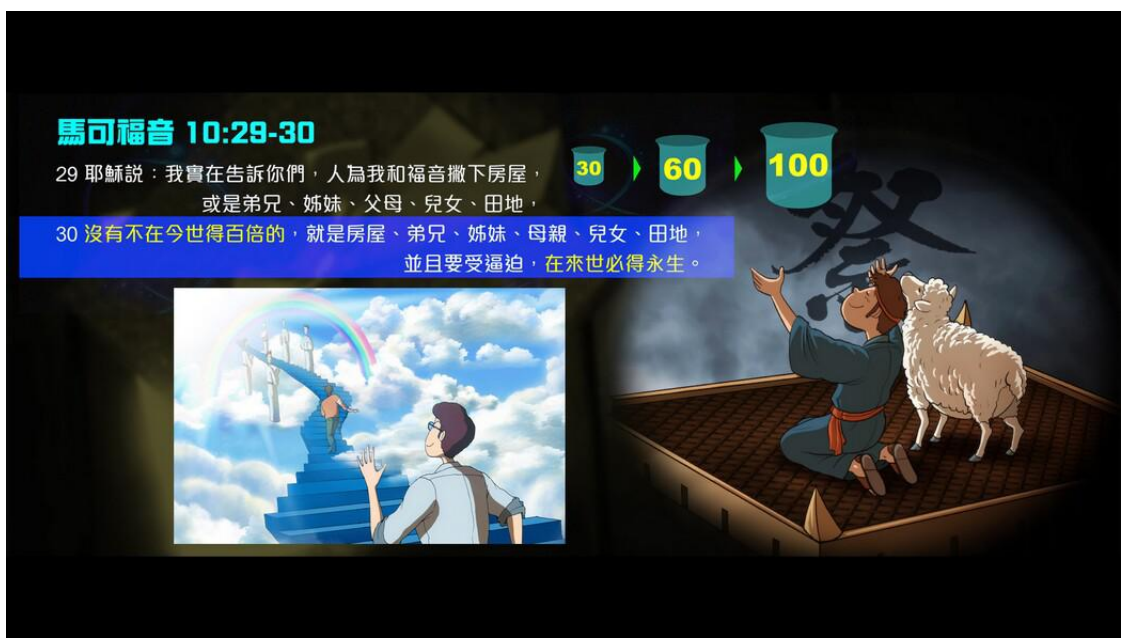 馬可福音 10:29-30
29 耶穌説：我實在告訴你們，人為我和福音撇下房屋，
或是弟兄、姊妹、父母、兒女、田地，
30 沒有不在今世得百倍的，就是房屋、弟兄、姊妹、母親、兒女、田地，
並且要受逼迫，在來世必得永生。
30
60
100
祭